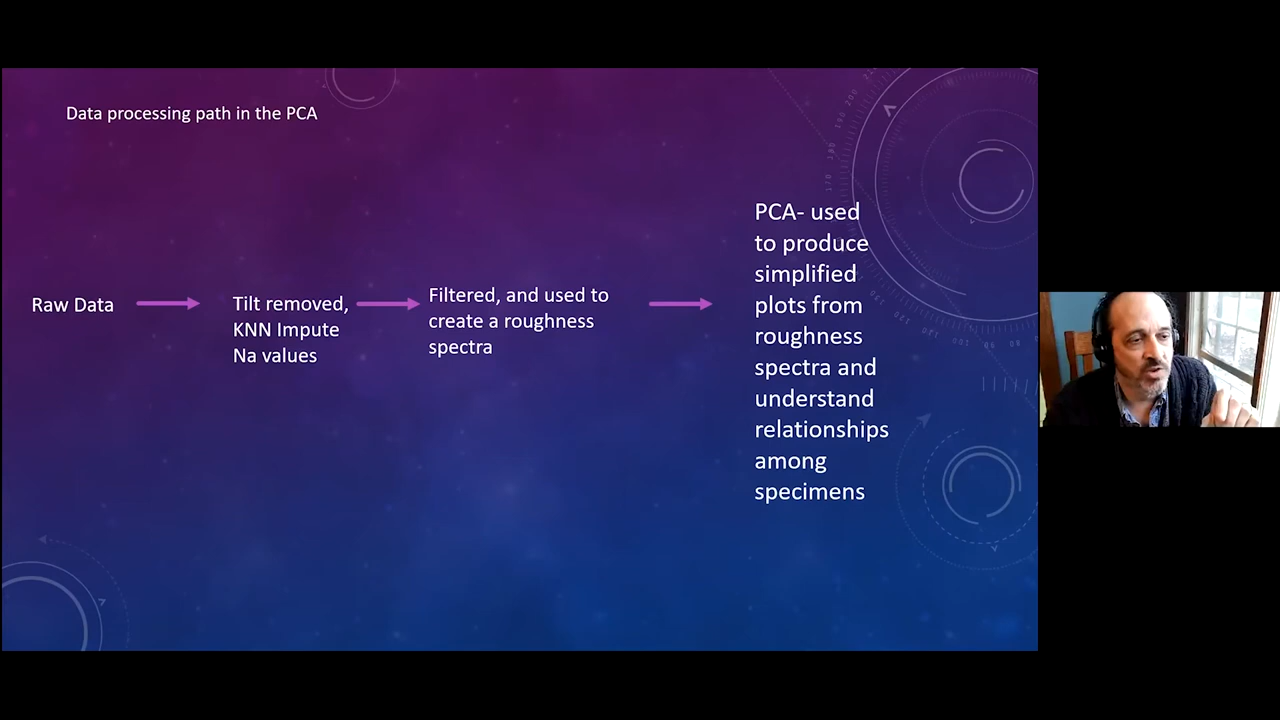 Data processing path in the PCA
Raw Data
Tilt removed,
KNN Impute
Na values
Filtered, and used to
create a roughness
spectra
PCA- used
to produce
simplified
plots from
roughness
spectra and
understand
relationships
among
specimens